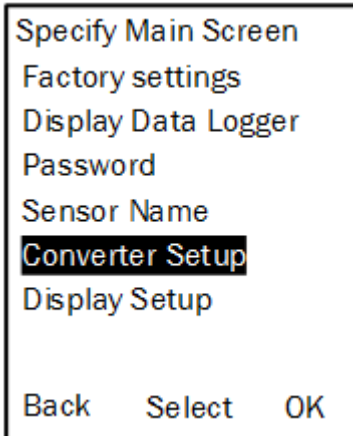 Specify Main Screen
Factory settings
Display Data Logger
Password
Sensor Name
Converter Setup
Display Setup
Back Select OK